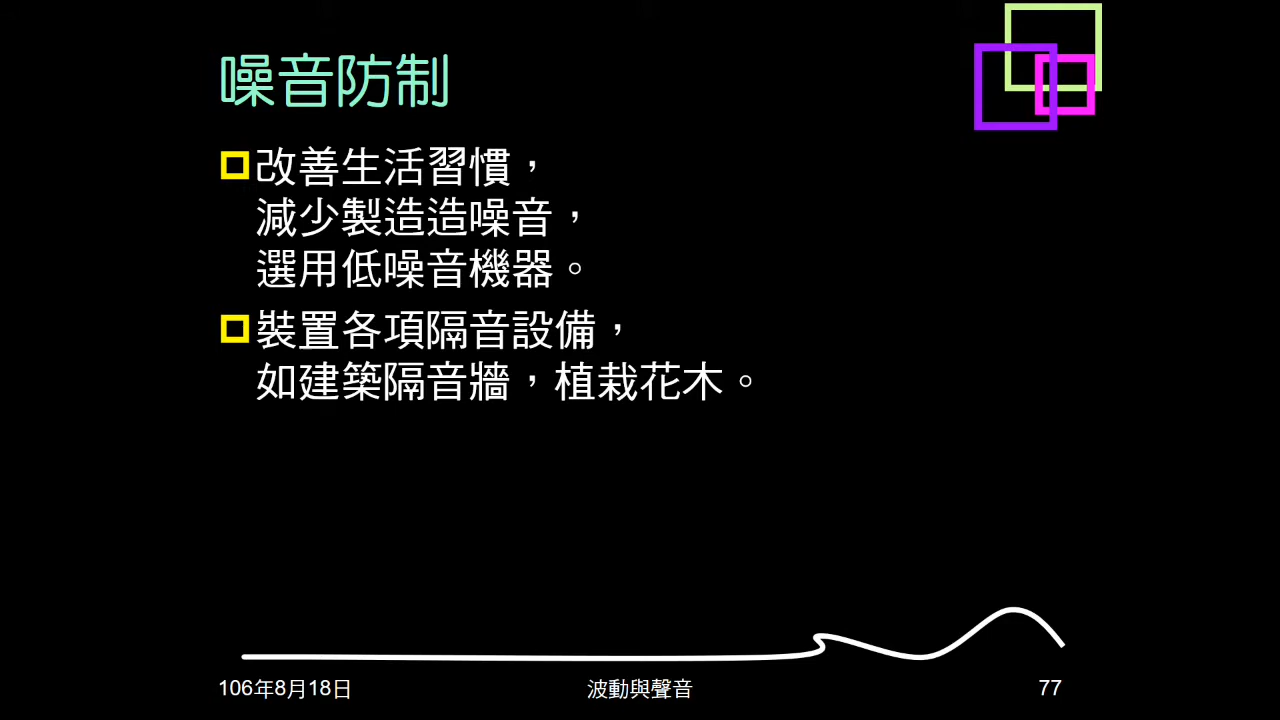 噪音防制
改善生活習慣，
減少製造造噪音，
選用低噪音機器。
裝置各項隔音設備，
如建築隔音牆，植栽花木。
106年8月18日
波動與聲音
77